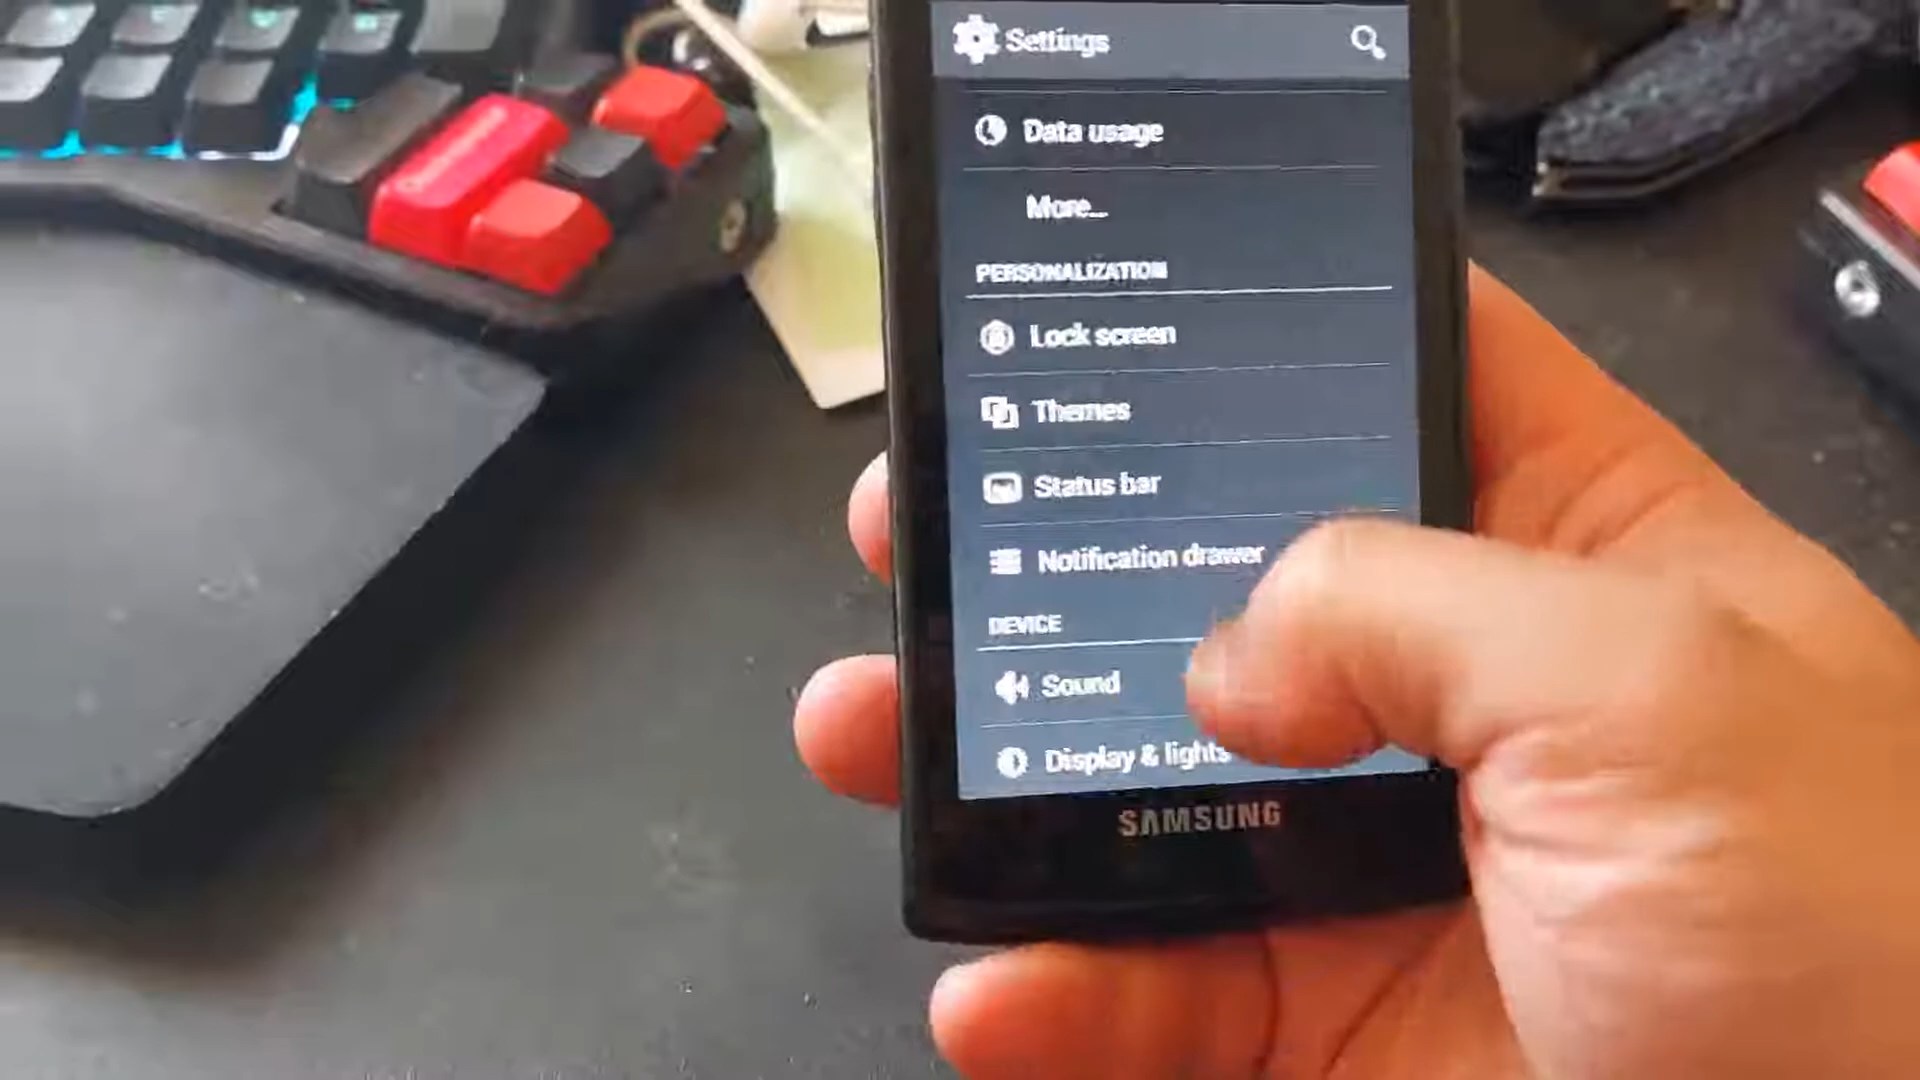 Settings
Data usage
More...
PERSONALIZATION
Lock screen
Themes
Status bar
Notification drawer
DEVICE
Sound
Display & lights
SAMSUNG